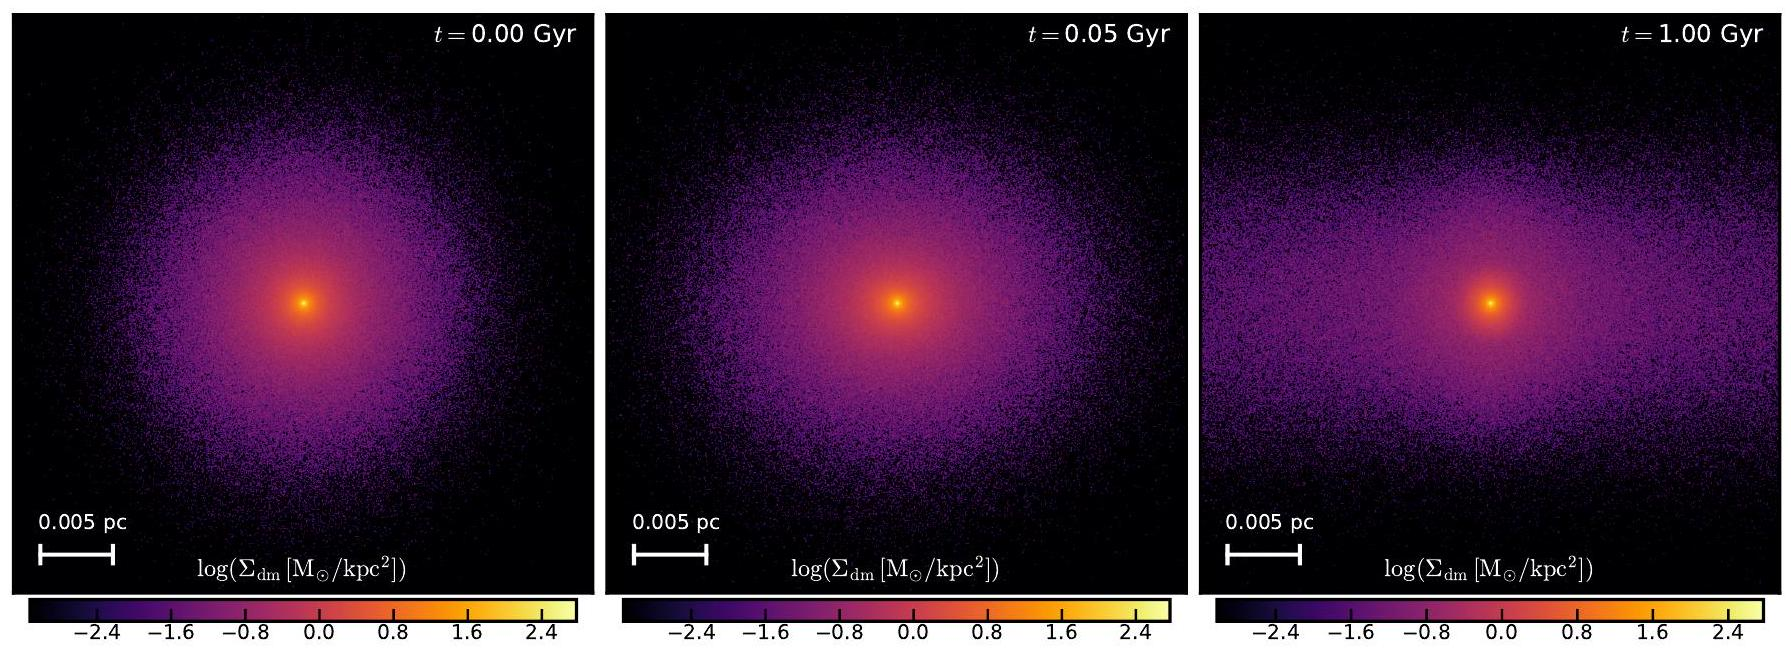 t = 0.00 Gyr
0.005 pc
log(Σdm [M⊙/kpc²])
−2.4 −1.6 −0.8 0.0 0.8 1.6 2.4
t = 0.05 Gyr
0.005 pc
log(Σdm [M⊙/kpc²])
−2.4 −1.6 −0.8 0.0 0.8 1.6 2.4
t = 1.00 Gyr
0.005 pc
log(Σdm [M⊙/kpc²])
−2.4 −1.6 −0.8 0.0 0.8 1.6 2.4